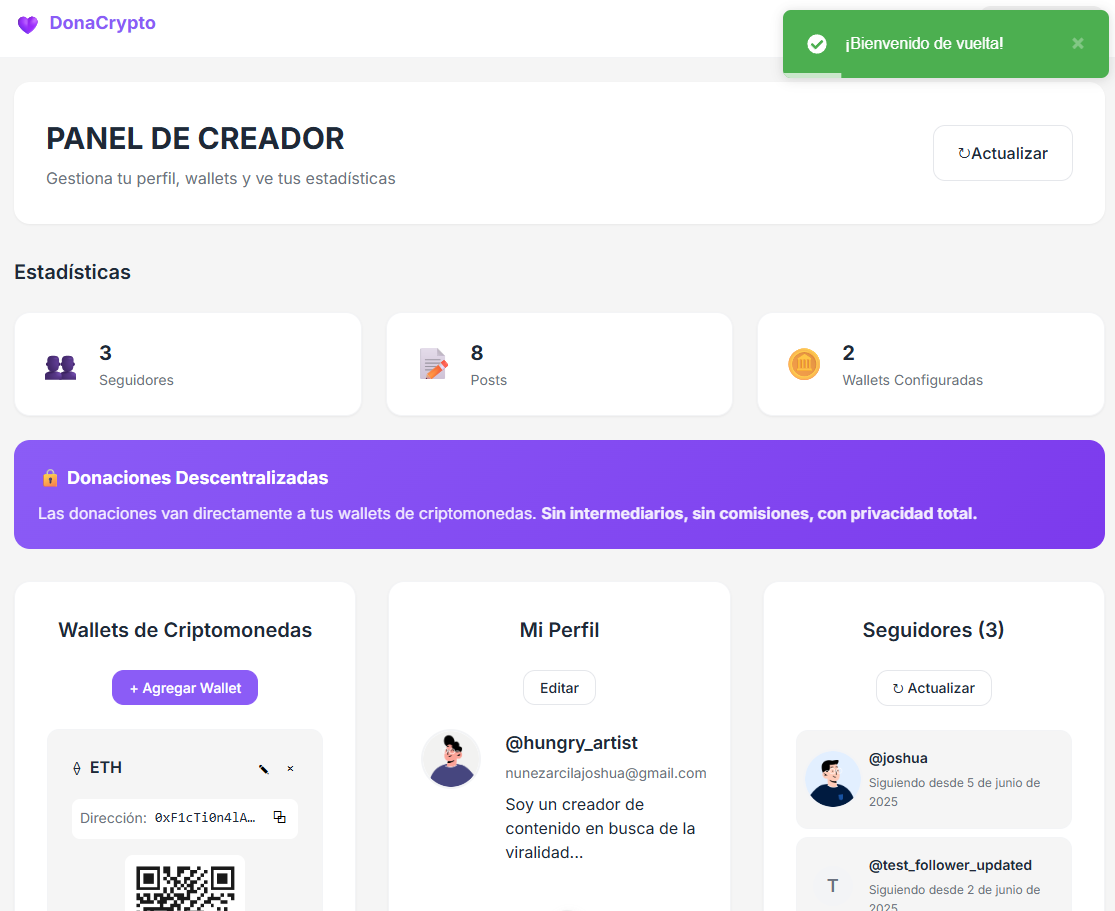 DonaCrypto
¡Bienvenido de vuelta!
PANEL DE CREADOR
Gestiona tu perfil, wallets y ve tus estadísticas
↻Actualizar
Estadísticas
3
Seguidores
8
Posts
2
Wallets Configuradas
Donaciones Descentralizadas
Las donaciones van directamente a tus wallets de criptomonedas. Sin intermediarios, sin comisiones, con privacidad total.
Wallets de Criptomonedas
+ Agregar Wallet
ETH
Dirección: 0xF1cTi0n4lA…
Mi Perfil
Editar
@hungry_artist
nunezarcilajoshua@gmail.com
Soy un creador de
contenido en busca de la
viralidad...
Seguidores (3)
↻ Actualizar
@joshua
Siguiendo desde 5 de junio de
2025
T
@test_follower_updated
Siguiendo desde 2 de junio de
2025